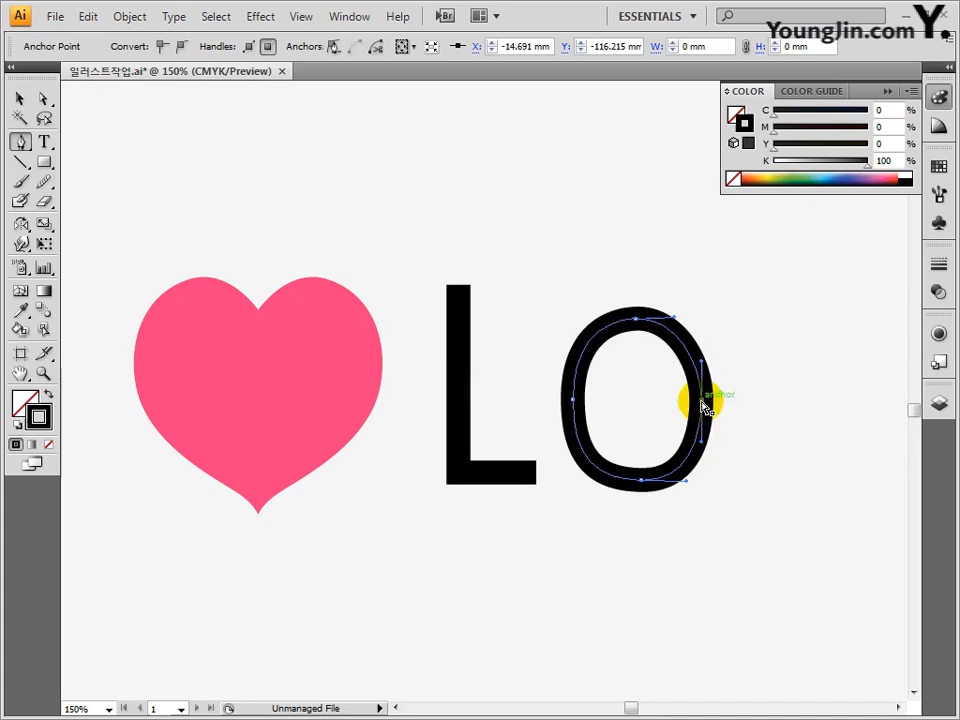 Ai File Edit Object Type Select Effect View Window Help Br ESSENTIALS
YoungJin.com Y.
Anchor Point Convert: Handles: Anchors: X: -14.691 mm Y: -116.215 mm W: 0 mm H: 0 mm
일러스트작업.ai* @ 150% (CMYK/Preview)
COLOR COLOR GUIDE
C 0 %
M 0 %
Y 0 %
K 100 %
LO
anchor
150% 1 Unmanaged File